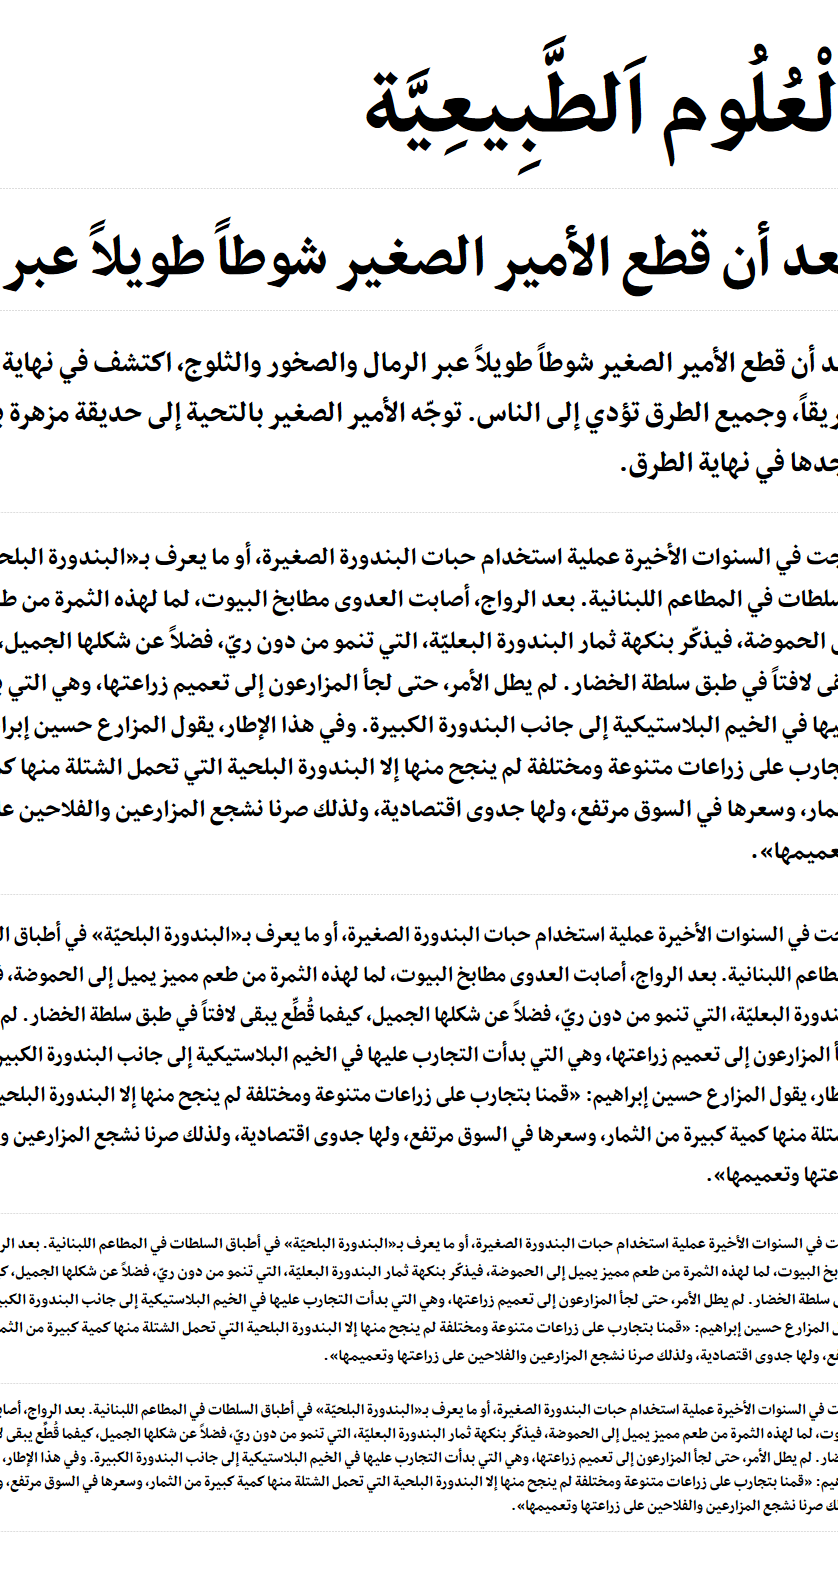 لْعُلُوم اَلطَّبِيعِيَّة
أن قطع الأمير الصغير شوطاً طويلاً عبر
أن قطع الأمير الصغير شوطاً طويلاً عبر الرمال والصخور والثلوج، اكتشف في نهاية
وجميع الطرق تؤدي إلى الناس. توجّه الأمير الصغير بالتحية إلى حديقة مزهرة
في نهاية الطرق.
في السنوات الأخيرة عملية استخدام حبات البندورة الصغيرة، أو ما يعرف بـ«البندورة البلحي
في المطاعم اللبنانية. بعد الرواج، أصابت العدوى مطابخ البيوت، لما لهذه الثمرة من ط
الحموضة، فيذكّر بنكهة ثمار البندورة البعليّة، التي تنمو من دون ريّ، فضلاً عن شكلها الجميل،
لافتاً في طبق سلطة الخضار. لم يطل الأمر، حتى لجأ المزارعون إلى تعميم زراعتها، وهي التي
في الخيم البلاستيكية إلى جانب البندورة الكبيرة. وفي هذا الإطار، يقول المزارع حسين إبرا
على زراعات متنوعة ومختلفة لم ينجح منها إلا البندورة البلحية التي تحمل الشتلة منها كم
وسعرها في السوق مرتفع، ولها جدوى اقتصادية، ولذلك صرنا نشجع المزارعين والفلاحين
عميمها».
في السنوات الأخيرة عملية استخدام حبات البندورة الصغيرة، أو ما يعرف بـ«البندورة البلحيّة» في أطباق
اللبنانية. بعد الرواج، أصابت العدوى مطابخ البيوت، لما لهذه الثمرة من طعم مميز يميل إلى الحموضة،
ندورة البعليّة، التي تنمو من دون ريّ، فضلاً عن شكلها الجميل، كيفما قُطِّع يبقى لافتاً في طبق سلطة الخضار. لم
المزارعون إلى تعميم زراعتها، وهي التي بدأت التجارب عليها في الخيم البلاستيكية إلى جانب البندورة الكبير
يقول المزارع حسين إبراهيم: «قمنا بتجارب على زراعات متنوعة ومختلفة لم ينجح منها إلا البندورة البلحي
منها كمية كبيرة من الثمار، وسعرها في السوق مرتفع، ولها جدوى اقتصادية، ولذلك صرنا نشجع المزارعين و
عتها وتعميمها».
في السنوات الأخيرة عملية استخدام حبات البندورة الصغيرة، أو ما يعرف بـ«البندورة البلحيّة» في أطباق السلطات في المطاعم اللبنانية. بعد الر
البيوت، لما لهذه الثمرة من طعم مميز يميل إلى الحموضة، فيذكّر بنكهة ثمار البندورة البعليّة، التي تنمو من دون ريّ، فضلاً عن شكلها الجميل، ك
سلطة الخضار. لم يطل الأمر، حتى لجأ المزارعون إلى تعميم زراعتها، وهي التي بدأت التجارب عليها في الخيم البلاستيكية إلى جانب البندورة الكبي
المزارع حسين إبراهيم: «قمنا بتجارب على زراعات متنوعة ومختلفة لم ينجح منها إلا البندورة البلحية التي تحمل الشتلة منها كمية كبيرة من الثم
ولها جدوى اقتصادية، ولذلك صرنا نشجع المزارعين والفلاحين على زراعتها وتعميمها».
في السنوات الأخيرة عملية استخدام حبات البندورة الصغيرة، أو ما يعرف بـ«البندورة البلحيّة» في أطباق السلطات في المطاعم اللبنانية. بعد الرواج، أصاب
لما لهذه الثمرة من طعم مميز يميل إلى الحموضة، فيذكّر بنكهة ثمار البندورة البعليّة، التي تنمو من دون ريّ، فضلاً عن شكلها الجميل، كيفما قُطِّع يبقى
لم يطل الأمر، حتى لجأ المزارعون إلى تعميم زراعتها، وهي التي بدأت التجارب عليها في الخيم البلاستيكية إلى جانب البندورة الكبيرة. وفي هذا الإطار،
هيم: «قمنا بتجارب على زراعات متنوعة ومختلفة لم ينجح منها إلا البندورة البلحية التي تحمل الشتلة منها كمية كبيرة من الثمار، وسعرها في السوق مرتفع،
صرنا نشجع المزارعين والفلاحين على زراعتها وتعميمها».